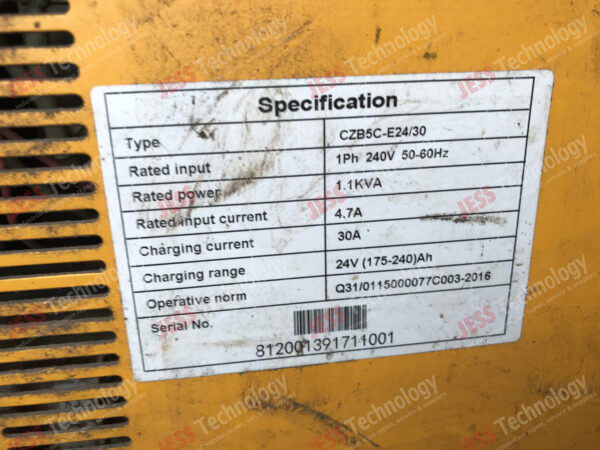 Specification
Type CZB5C-E24/30
Rated input 1Ph 240V 50-60Hz
Rated power 1.1KVA
Rated input current 4.7A
Charging current 30A
Charging range 24V (175-240)Ah
Operative norm Q31/0115000077C003-2016
Serial No.
812001391711001
JESS Technology